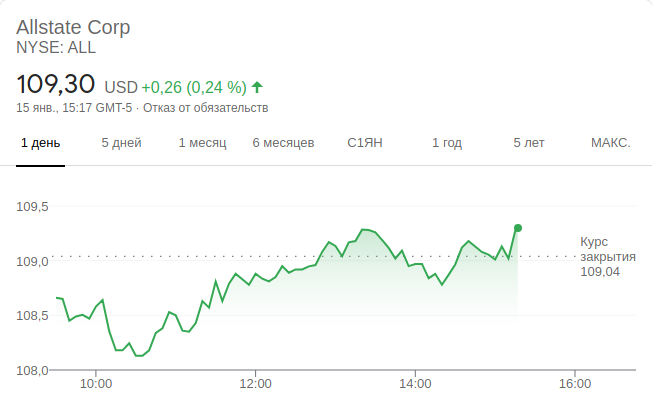 Allstate Corp
NYSE: ALL
109,30 USD +0,26 (0,24 %)
15 янв., 15:17 GMT-5 · Отказ от обязательств
1 день 5 дней 1 месяц 6 месяцев С1ЯН 1 год 5 лет МАКС.
109,5
109,0
108,5
108,0
Курс
закрытия
109,04
10:00 12:00 14:00 16:00